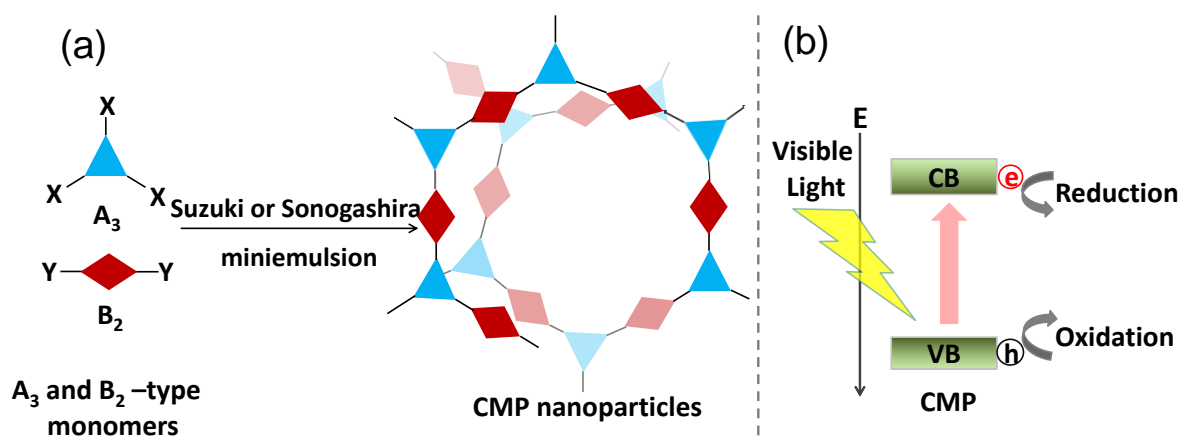 (a)
X
X
X
A3
Y
Y
B2
A3 and B2 –type
monomers
Suzuki or Sonogashira
miniemulsion
CMP nanoparticles
(b)
E
Visible
Light
CB
e
Reduction
VB
h
Oxidation
CMP